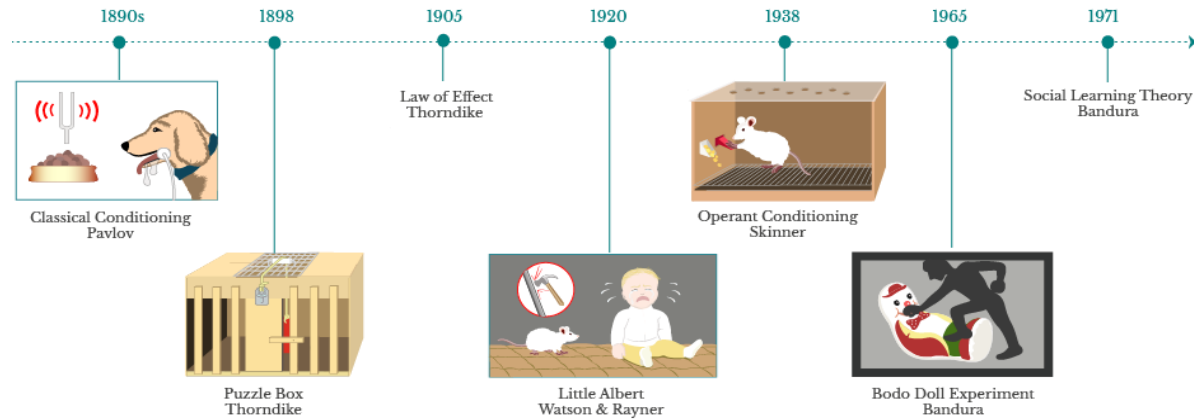 1890s
1898
1905
1920
1938
1965
1971
Classical Conditioning
Pavlov
Puzzle Box
Thorndike
Law of Effect
Thorndike
Little Albert
Watson & Rayner
Operant Conditioning
Skinner
Bodo Doll Experiment
Bandura
Social Learning Theory
Bandura